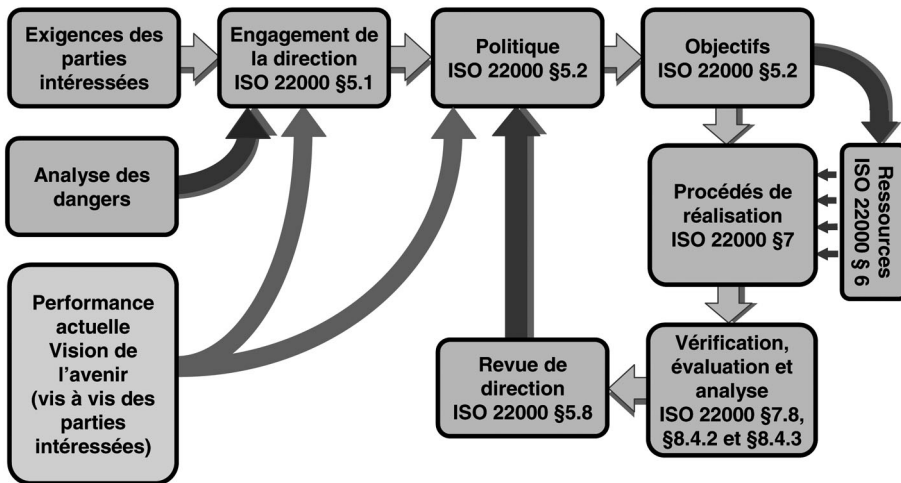 Exigences des
parties
intéressées
Engagement de
la direction
ISO 22000 §5.1
Politique
ISO 22000 §5.2
Objectifs
ISO 22000 §5.2
Analyse des
dangers
Procédés de
réalisation
ISO 22000 §7
Ressources
ISO 22000 § 6
Performance
actuelle
Vision de
l’avenir
(vis à vis des
parties
intéressées)
Revue de
direction
ISO 22000 §5.8
Vérification,
évaluation et
analyse
ISO 22000 §7.8,
§8.4.2 et §8.4.3